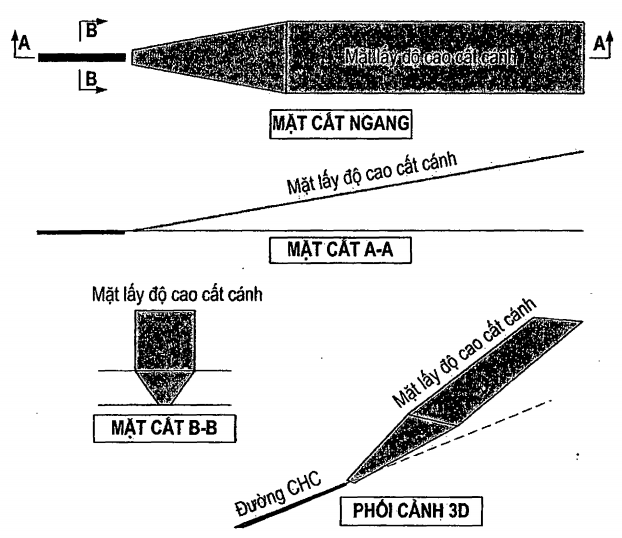 B
A
A
Mặt lấy độ cao cất cánh
B
MẶT CẮT NGANG
Mặt lấy độ cao cất cánh
MẶT CẮT A-A
Mặt lấy độ cao cất cánh
MẶT CẮT B-B
Mặt lấy độ cao cất cánh
Đường CHC
PHỐI CẢNH 3D